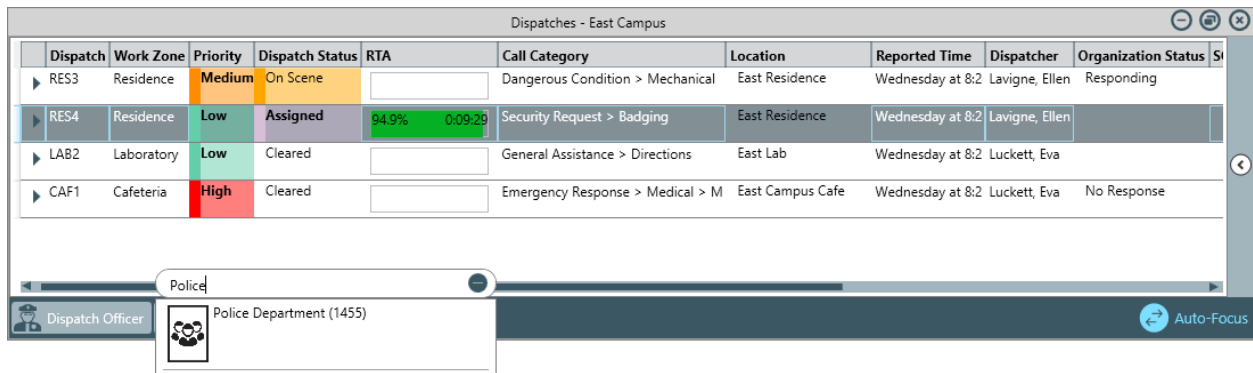 Dispatches - East Campus
Dispatch Work Zone Priority Dispatch Status RTA Call Category Location Reported Time Dispatcher Organization Status
RES3 Residence Medium On Scene Dangerous Condition > Mechanical East Residence Wednesday at 8:2 Lavigne, Ellen Responding
RES4 Residence Low Assigned 94.9% 0:09:29 Security Request > Badging East Residence Wednesday at 8:2 Lavigne, Ellen
LAB2 Laboratory Low Cleared General Assistance > Directions East Lab Wednesday at 8:2 Luckett, Eva
CAF1 Cafeteria High Cleared Emergency Response > Medical > M East Campus Cafe Wednesday at 8:2 Luckett, Eva No Response
Police
Dispatch Officer Police Department (1455) Auto-Focus